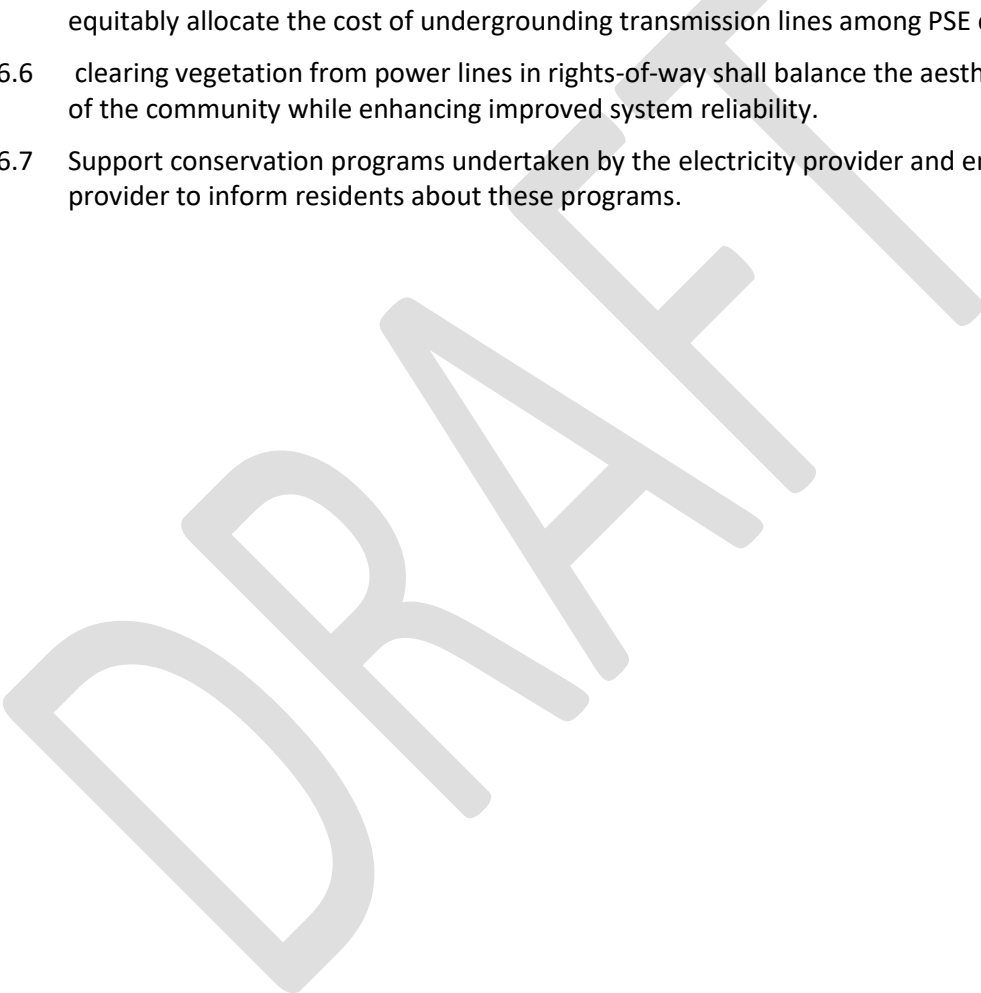 equitably allocate the cost of undergrounding transmission lines among PSE
6.6 clearing vegetation from power lines in rights-of-way shall balance the
of the community while enhancing improved system reliability.
6.7 Support conservation programs undertaken by the electricity provider and
provider to inform residents about these programs.
DRAFT